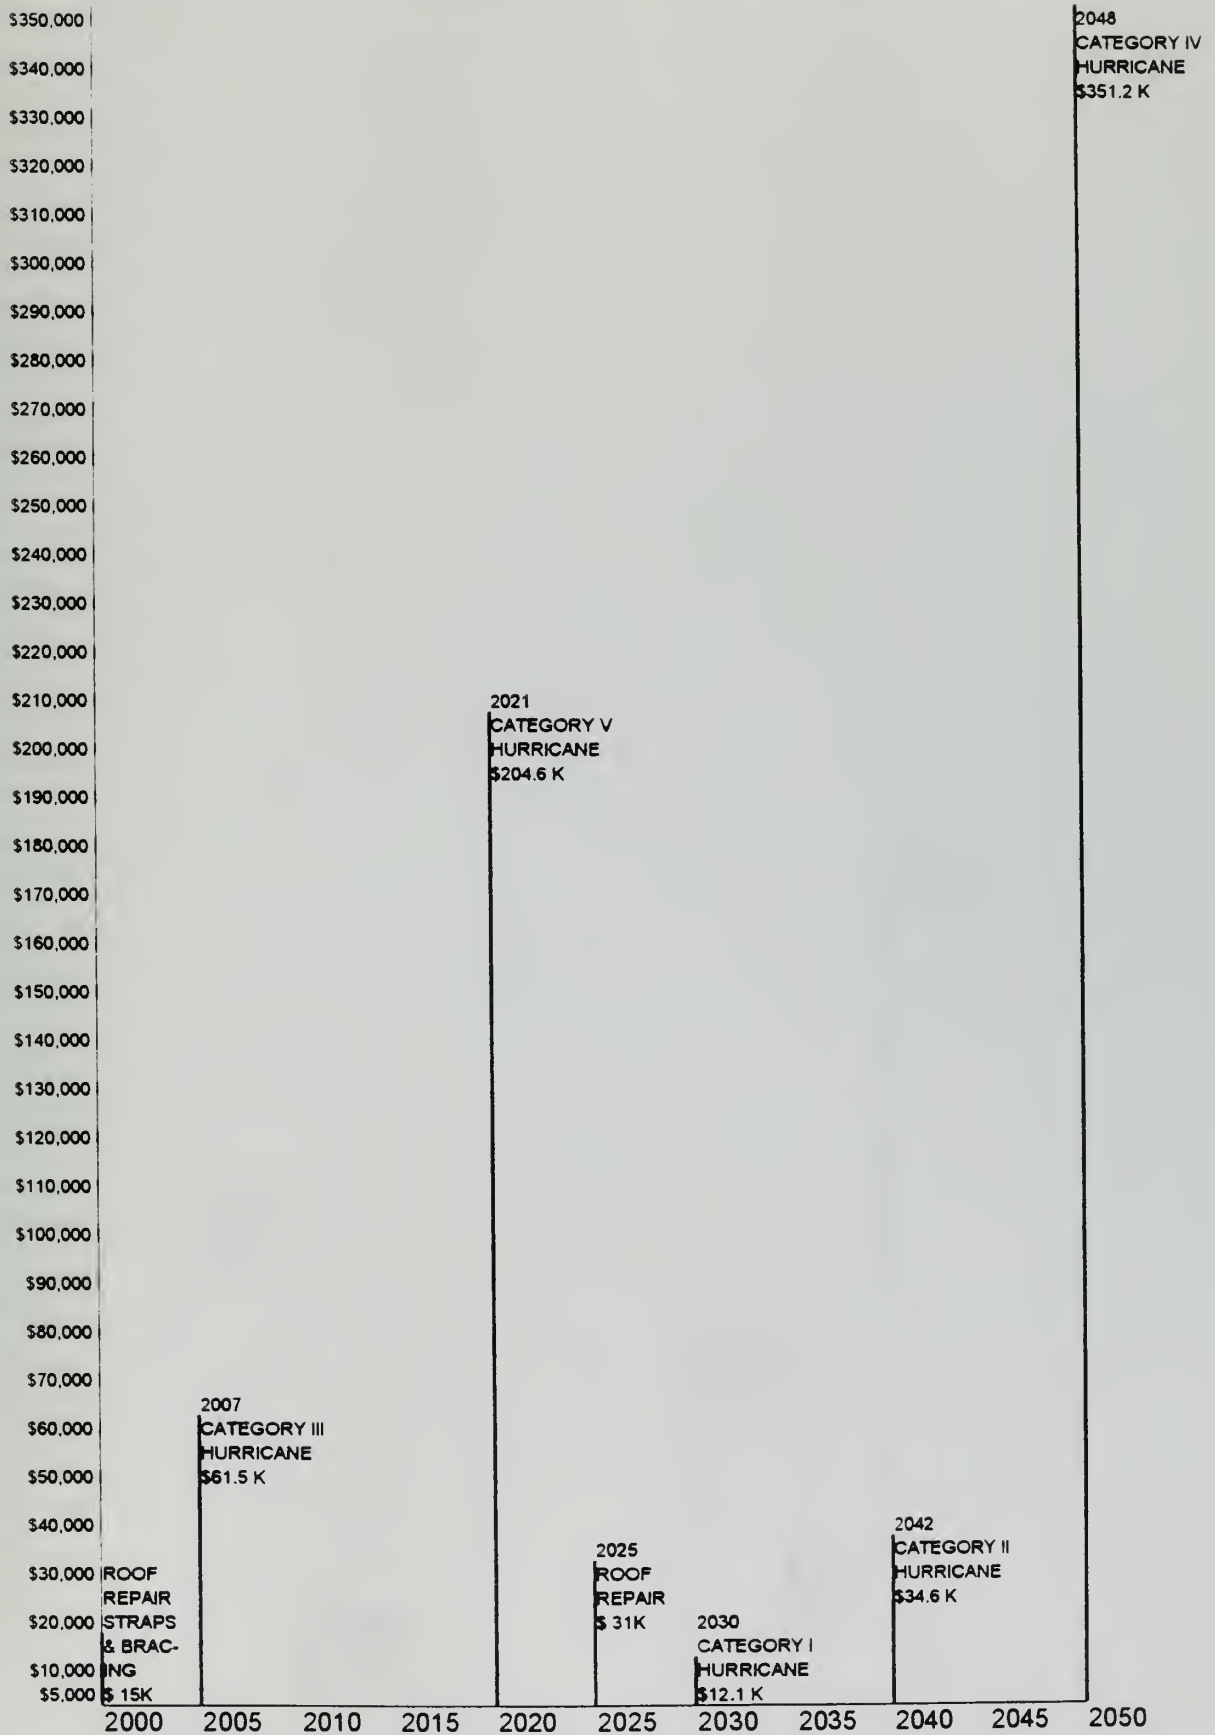 $350,000
$340,000
$330,000
$320,000
$310,000
$300,000
$290,000
$280,000
$270,000
$260,000
$250,000
$240,000
$230,000
$220,000
$210,000
$200,000
$190,000
$180,000
$170,000
$160,000
$150,000
$140,000
$130,000
$120,000
$110,000
$100,000
$90,000
$80,000
$70,000
$60,000
$50,000
$40,000
$30,000
$20,000
$10,000
$5,000
ROOF
REPAIR
STRAPS
& BRAC-
ING
$ 15K
2007
CATEGORY III
HURRICANE
$61.5 K
2021
CATEGORY V
HURRICANE
$204.6 K
2025
ROOF
REPAIR
$ 31K
2030
CATEGORY I
HURRICANE
$12.1 K
2042
CATEGORY II
HURRICANE
$34.6 K
2048
CATEGORY IV
HURRICANE
$351.2 K
2000 2005 2010 2015 2020 2025 2030 2035 2040 2045 2050